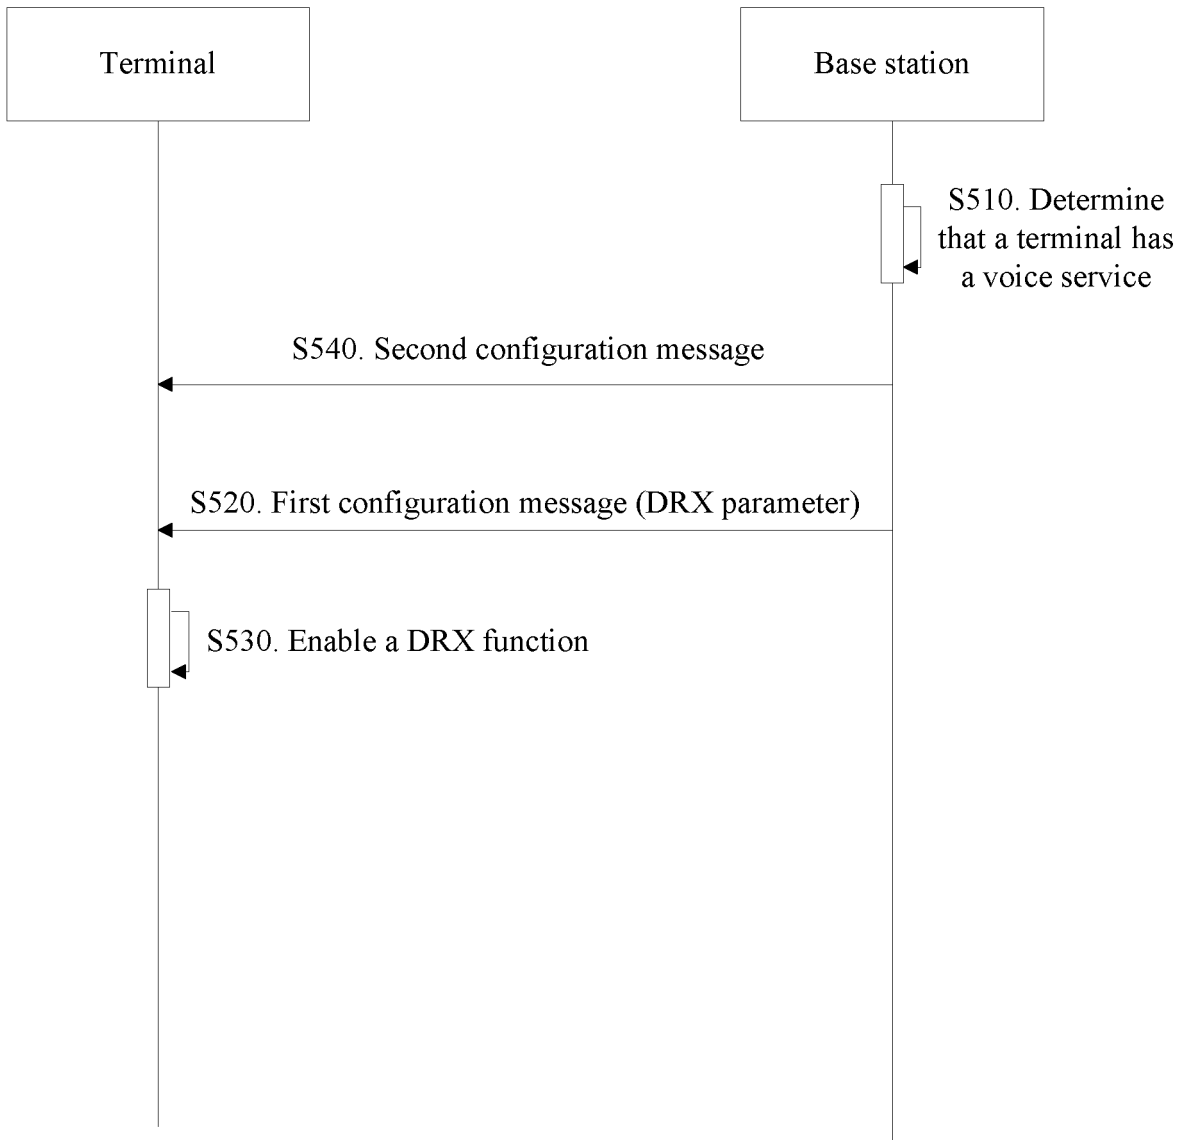 Terminal
Base station
S510. Determine
that a terminal has
a voice service
S540. Second configuration message
S520. First configuration message (DRX parameter)
S530. Enable a DRX function